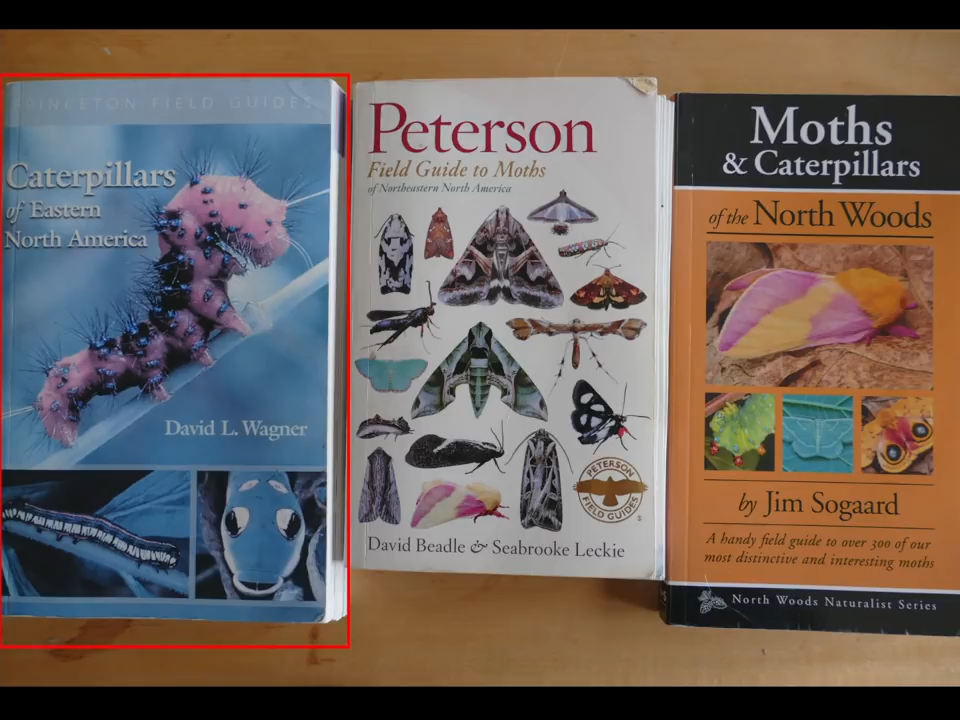 PRINCETON FIELD GUIDES
Caterpillars
of Eastern
North America
David L. Wagner
Peterson
Field Guide to Moths
of Northeastern North America
PETERSON
FIELD GUIDES
David Beadle & Seabrooke Leckie
Moths
& Caterpillars
of the North Woods
by Jim Sogaard
A handy field guide to over 300 of our
most distinctive and interesting moths
North Woods Naturalist Series